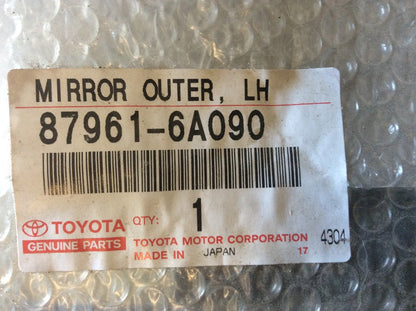 MIRROR OUTER, LH
87961-6A090
TOYOTA
GENUINE PARTS
QTY: 1
TOYOTA MOTOR CORPORATION
MADE IN JAPAN 17
4304